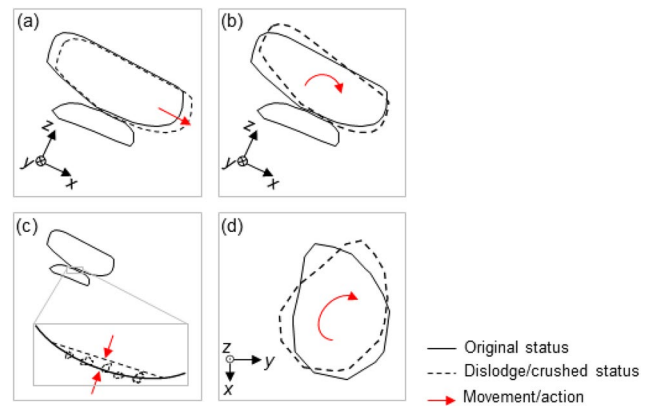 (a)
z
y
x
(b)
z
y
x
(c)
(d)
z
y
x
Original status
Dislodge/crushed status
Movement/action